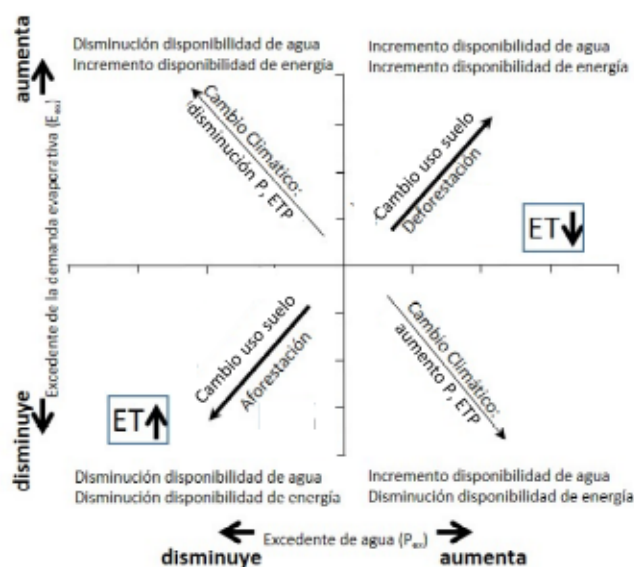 aumenta
Excedente de la demanda evaporativa (Eex)
disminuye
Disminución disponibilidad de agua
Incremento disponibilidad de energía
Incremento disponibilidad de agua
Incremento disponibilidad de energía
Cambio Climático:
disminución P, ETP
Cambio uso suelo
Deforestación
ET
Cambio uso suelo
Aforestación
Cambio Climático:
aumento P, ETP
ET
Disminución disponibilidad de agua
Disminución disponibilidad de energía
Incremento disponibilidad de agua
Disminución disponibilidad de energía
Excedente de agua (Pex)
disminuye
aumenta